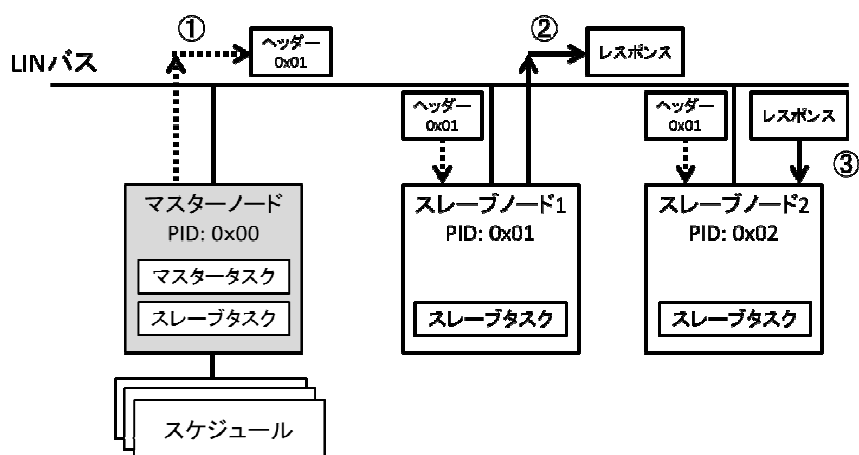 ①
ヘッダー
0x01
②
レスポンス
LINバス
ヘッダー
0x01
ヘッダー
0x01
レスポンス
③
マスターノード
PID: 0x00
マスタータスク
スレーブタスク
スレーブノード1
PID: 0x01
スレーブタスク
スレーブノード2
PID: 0x02
スレーブタスク
スケジュール